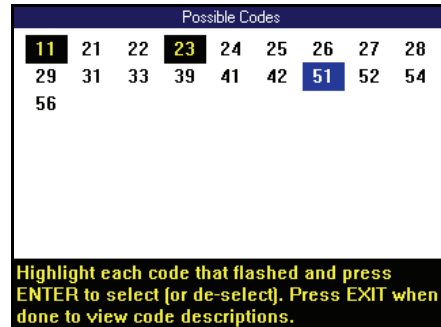 Possible Codes
11 21 22 23 24 25 26 27 28
29 31 33 39 41 42 51 52 54
56
Highlight each code that flashed and press
ENTER to select (or de-select). Press EXIT when
done to view code descriptions.